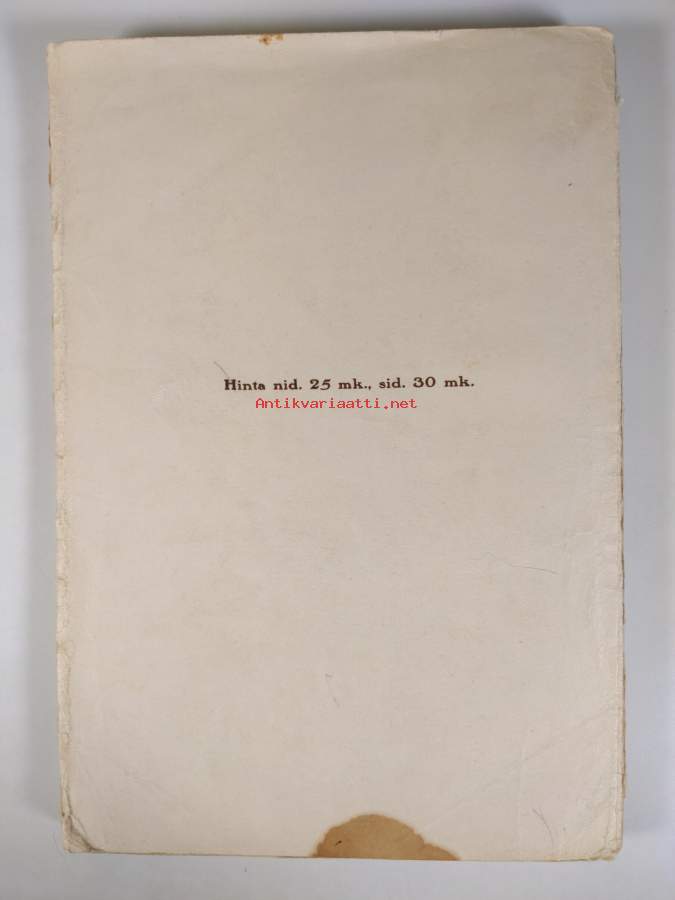 Hinta nid. 25 mk., sid. 30 mk.
Antikvariaatti.net